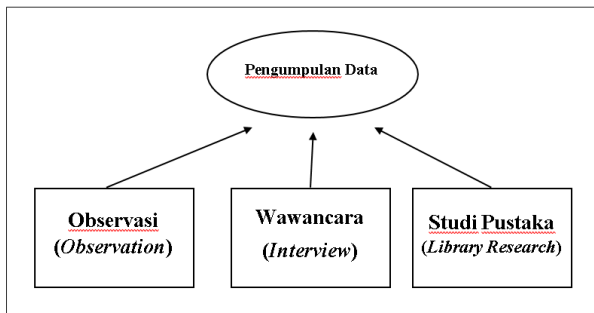 Pengumpulan Data
Observasi
(Observation)
Wawancara
(Interview)
Studi Pustaka
(Library Research)